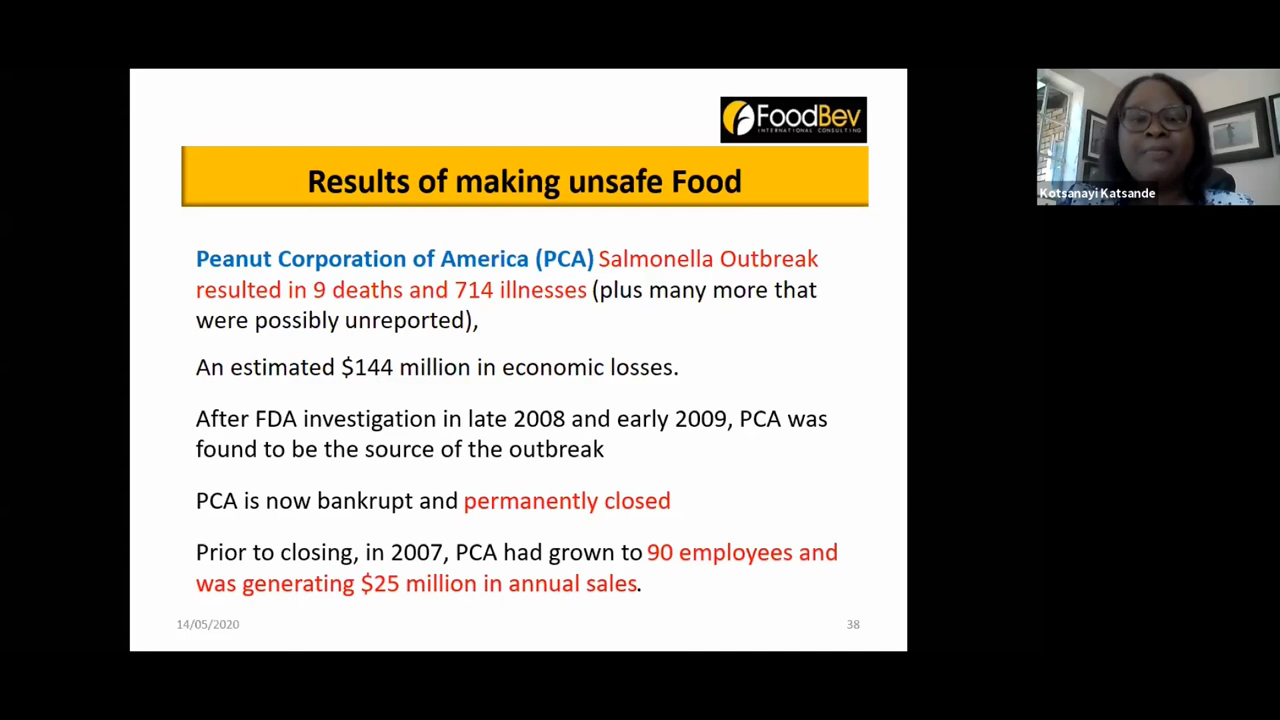 FoodBev
INTERNATIONAL CONSULTING
Results of making unsafe Food
Kotsanayi Katsande
Peanut Corporation of America (PCA) Salmonella Outbreak
resulted in 9 deaths and 714 illnesses (plus many more that
were possibly unreported),
An estimated $144 million in economic losses.
After FDA investigation in late 2008 and early 2009, PCA was
found to be the source of the outbreak
PCA is now bankrupt and permanently closed
Prior to closing, in 2007, PCA had grown to 90 employees and
was generating $25 million in annual sales.
14/05/2020
38